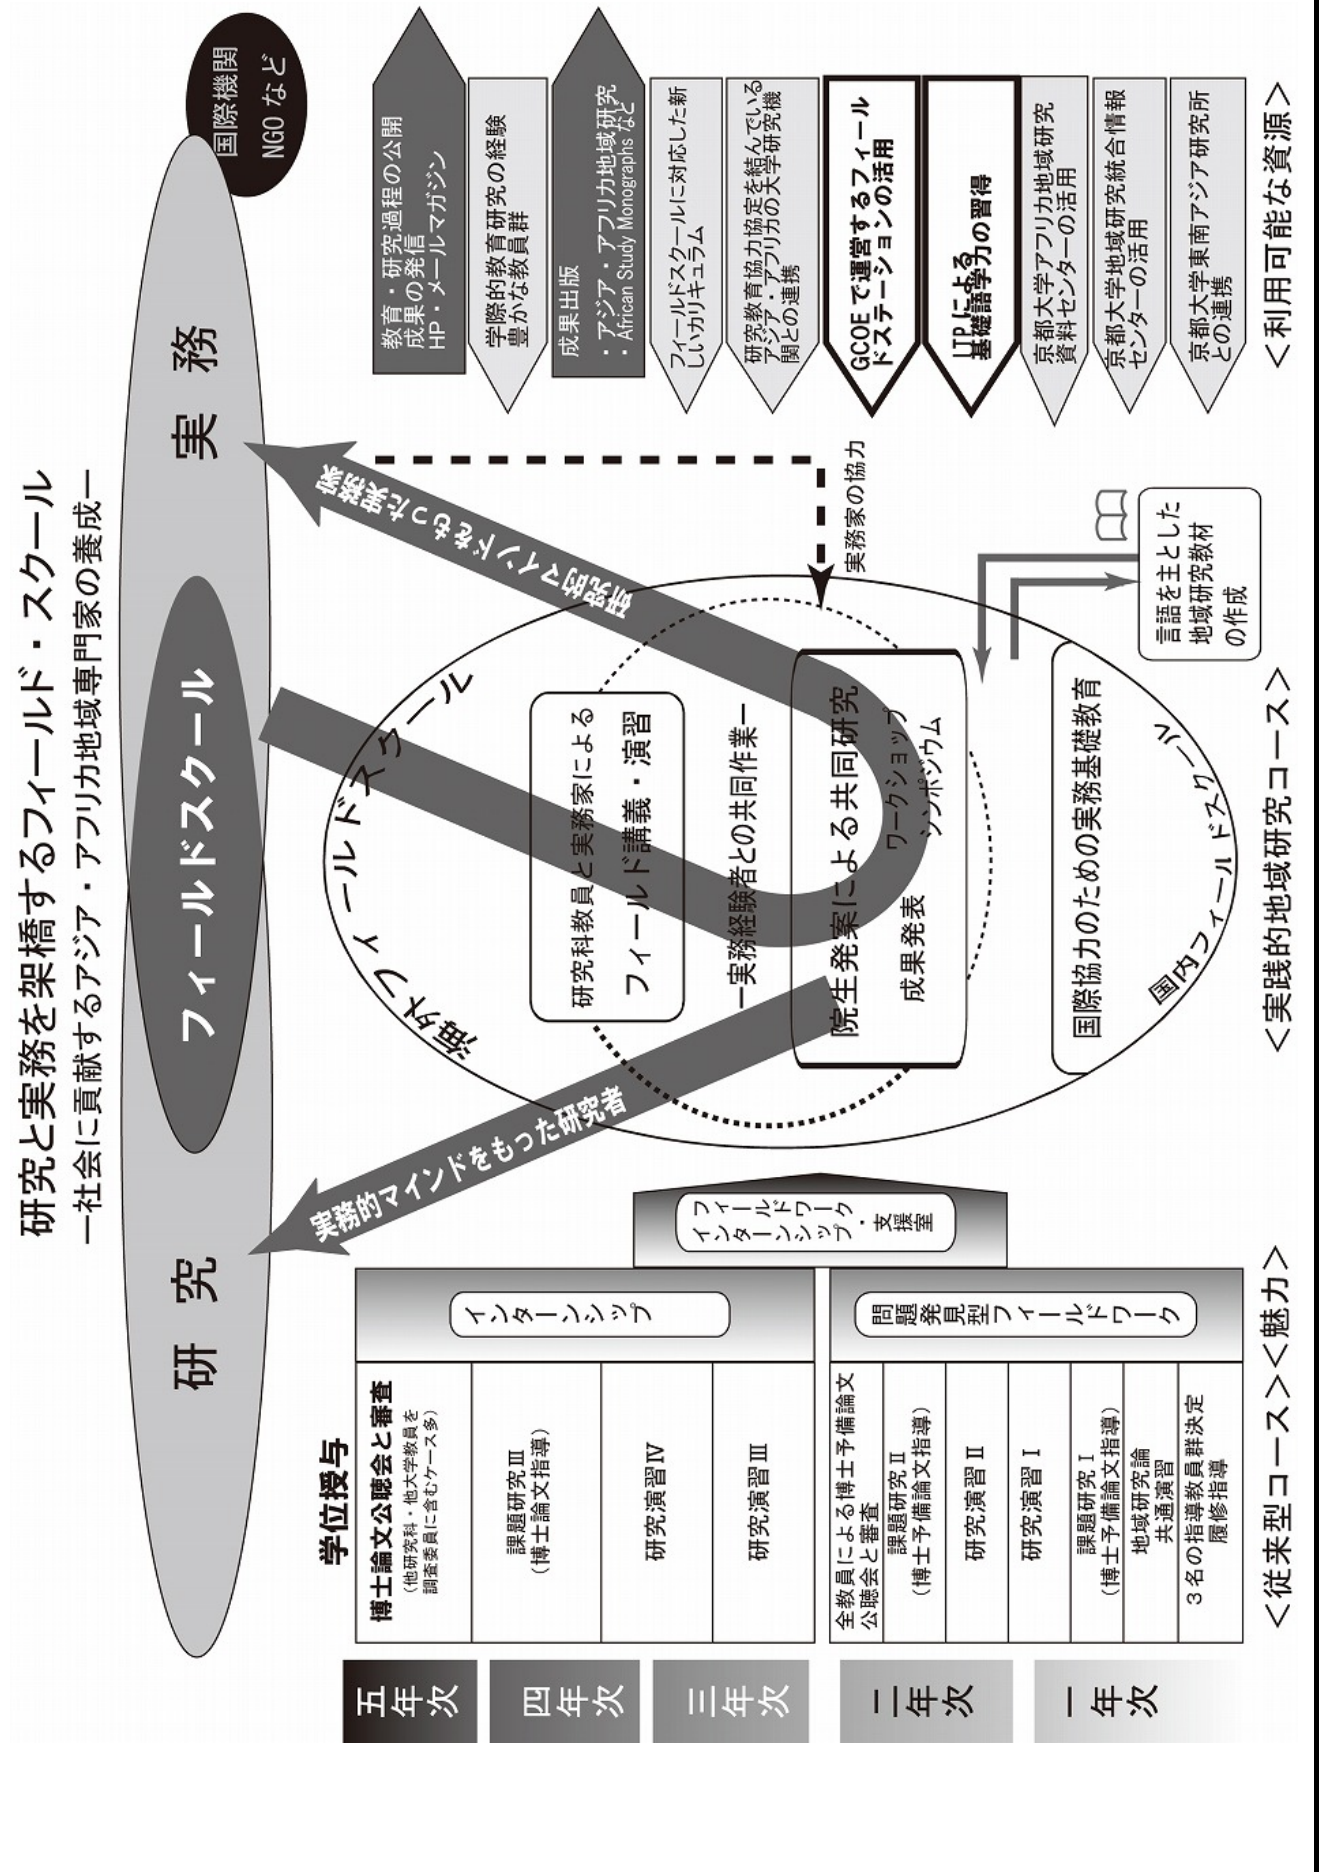 研究と実務を架橋するフィールド・スクール
ー社会に貢献するアジア・アフリカ地域専門家の養成ー
研 究
フィールドスクール
実 務
国際機関
NGO など
学位授与
五年次
四年次
三年次
二年次
一年次
博士論文公聴会と審査
(他研究科・他大学教員を
調査委員に含むケース多)
課題研究Ⅲ
(博士論文指導)
研究演習Ⅳ
研究演習Ⅲ
全教員による博士予備論文
公聴会と審査
課題研究Ⅱ
(博士予備論文指導)
研究演習Ⅱ
研究演習Ⅰ
課題研究Ⅰ
(博士予備論文指導)
地域研究論
共通演習
3名の指導教員群決定
履修指導
インターンシップ
問題発見型フィールドワーク
フィールドワーク
インターンシップ・支援室
実務的マインドをもった研究者
研究的マインドをもった実務家
海外フィールドスクール
研究科教員と実務家による
フィールド講義・演習
ー実務経験者との共同作業ー
院生発案による共同研究
ワークショップ
成果発表
シンポジウム
国際協力のための実務基礎教育
国内フィールドスクール
実務家の協力
言語を主とした
地域研究教材
の作成
教育・研究過程の公開
成果の発信
HP・メールマガジン
学際的教育研究の経験
豊かな教員群
成果出版
・アジア・アフリカ地域研究
・African Study Monographs など
フィールドスクールに対応した新
しいカリキュラム
研究教育協力協定を結んでいる
アジア・アフリカの大学研究機
関との連携
GCOEで運営するフィール
ドステーションの活用
ITPによる
基礎語学力の習得
京都大学アフリカ地域研究
資料センターの活用
京都大学地域研究統合情報
センターの活用
京都大学東南アジア研究所
との連携
＜従来型コース＞＜魅力＞
＜実践的地域研究コース＞
＜利用可能な資源＞